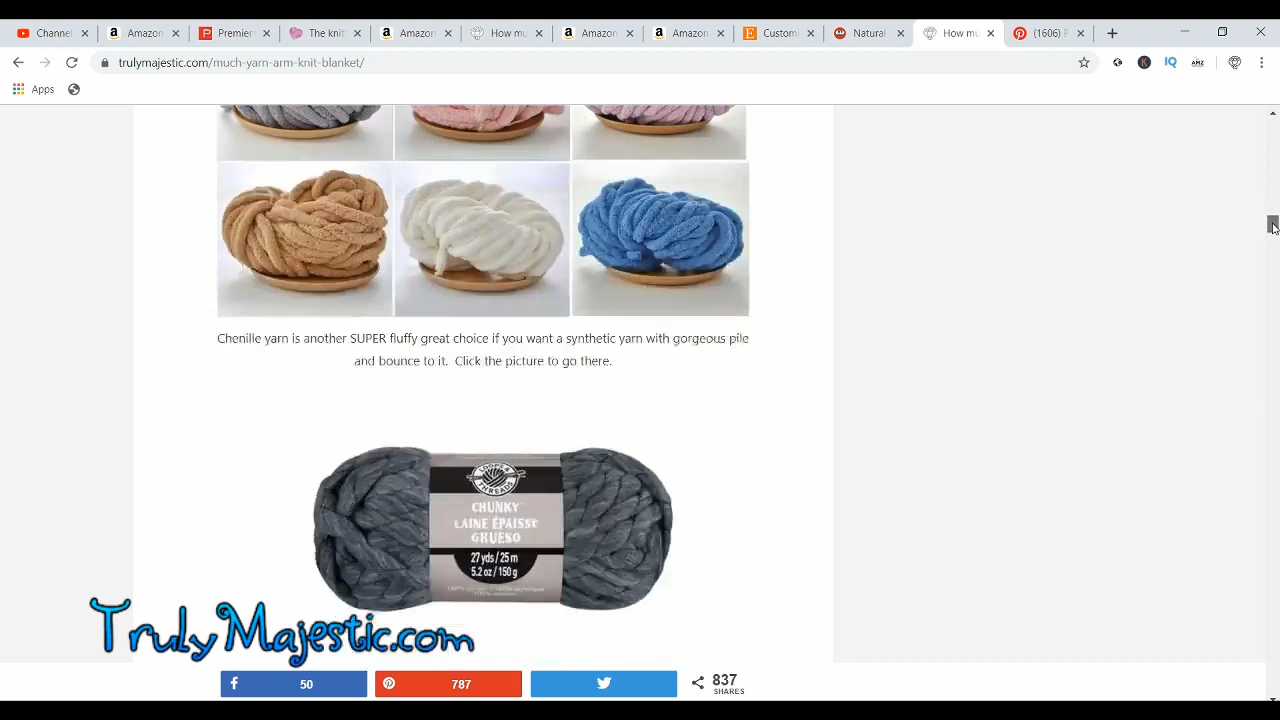 Channel
Amazon
Premier
The knit
Amazon
How mu
Amazon
Amazon
Custom
Natural
How mu
(1606) P
trulymajestic.com/much-yarn-arm-knit-blanket/
K
IQ
Apps
Chenille yarn is another SUPER fluffy great choice if you want a synthetic yarn with gorgeous pile
and bounce to it. Click the picture to go there.
LOOPS &
THREADS
CHUNKY
LAINE ÉPAISSE
GRUESO
27 yds / 25 m
5.2 oz / 150 g
TrulyMajestic.com
50
787
837
SHARES